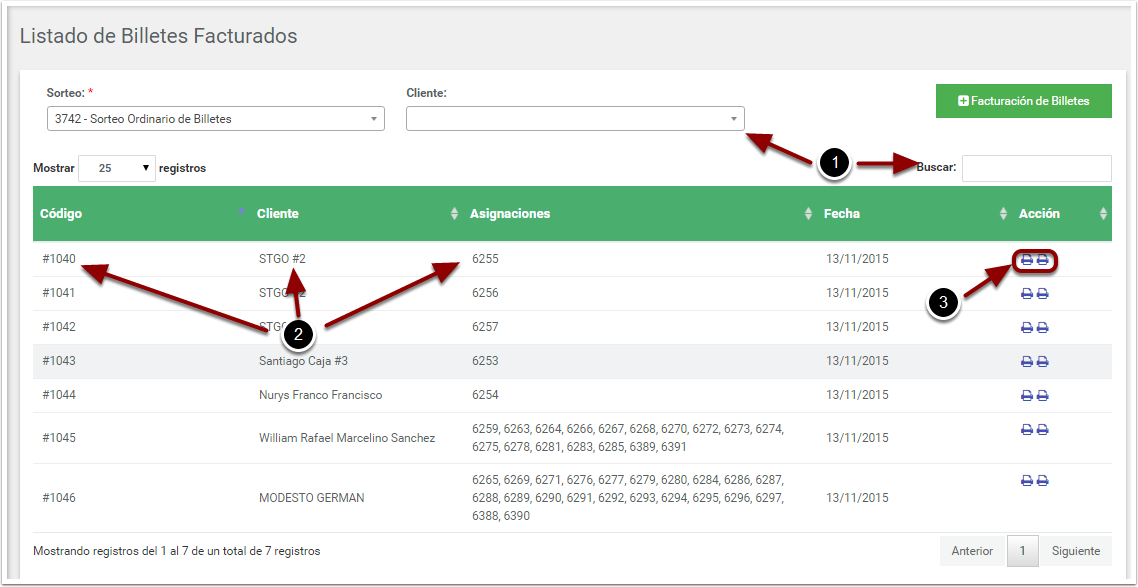 Listado de Billetes Facturados
Sorteo: *
Cliente:
3742 - Sorteo Ordinario de Billetes
Facturación de Billetes
1
Mostrar 25 registros
Buscar:
Código Cliente Asignaciones Fecha Acción
#1040 STGO #2 6255 13/11/2015
#1041 STGO #2 6256 13/11/2015
3
#1042 STGO 6257 13/11/2015
2
#1043 Santiago Caja #3 6253 13/11/2015
#1044 Nurys Franco Francisco 6254 13/11/2015
#1045 William Rafael Marcelino Sanchez 13/11/2015
6259, 6263, 6264, 6266, 6267, 6268, 6270, 6272, 6273, 6274,
6275, 6278, 6281, 6283, 6285, 6389, 6391
#1046 MODESTO GERMAN 13/11/2015
6265, 6269, 6271, 6276, 6277, 6279, 6280, 6284, 6286, 6287,
6288, 6289, 6290, 6291, 6292, 6293, 6294, 6295, 6296, 6297,
6388, 6390
Mostrando registros del 1 al 7 de un total de 7 registros
Anterior 1 Siguiente